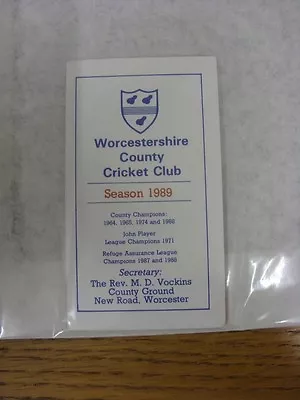 Worcestershire
County
Cricket Club
Season 1989
County Champions:
1964, 1965, 1974 and 1988
John Player
League Champions 1971
Refuge Assurance League
Champions 1987 and 1988
Secretary:
The Rev. M. D. Vockins
County Ground
New Road, Worcester